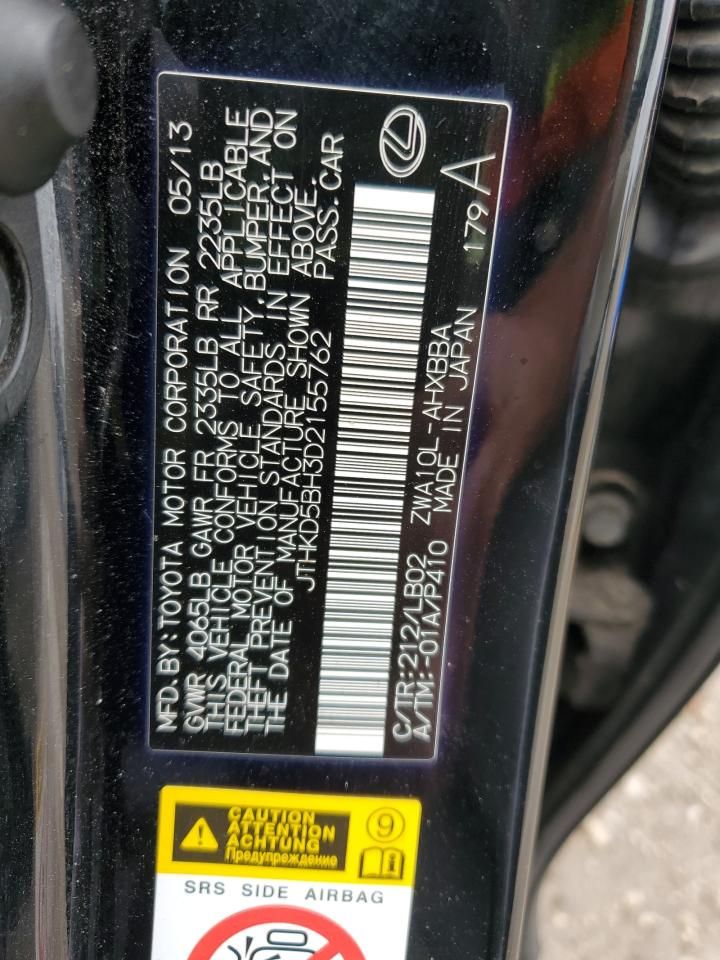 MFD.BY:TOYOTA MOTOR CORPORATION 05/13
GVWR 4065LB GAWR FR 2335LB RR 2235LB
THIS VEHICLE CONFORMS TO ALL APPLICABLE
FEDERAL MOTOR VEHICLE SAFETY,BUMPER,AND
THEFT PREVENTION STANDARDS IN EFFECT ON
THE DATE OF MANUFACTURE SHOWN ABOVE.
JTHKD5BH3D2155762 PASS.CAR
C/TR:212/LB02 ZWA10L-AHXBBA 179 A
A/TM:-01A/P410 MADE IN JAPAN
CAUTION
ATTENTION
ACHTUNG
Предупреждение
9
SRS SIDE AIRBAG